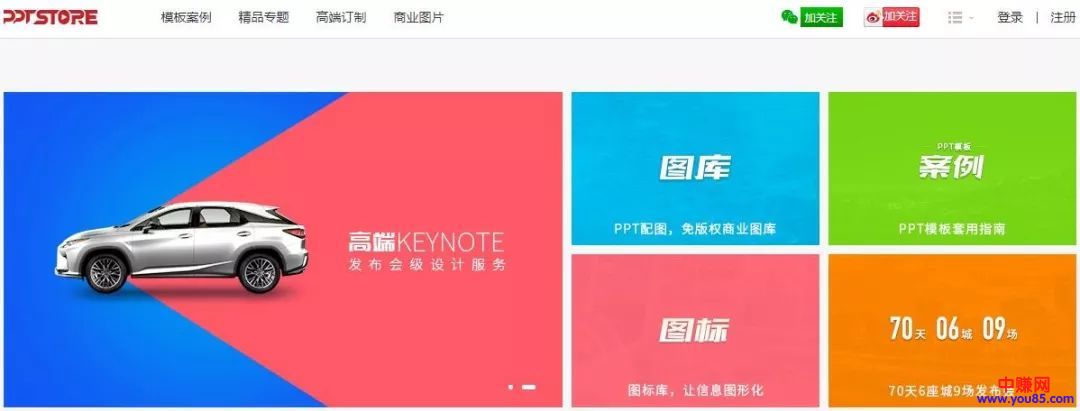 PPTSTORE
模板案例
精品专题
高端订制
商业图片
加关注
加关注
登录 | 注册
高端KEYNOTE
发布会级设计服务
图库
PPT配图，免版权商业图库
PPT模板
案例
PPT模板套用指南
图标
图标库，让信息图形化
70天 06城 09场
70天6座城9场发布
中赚网
www.you85.com